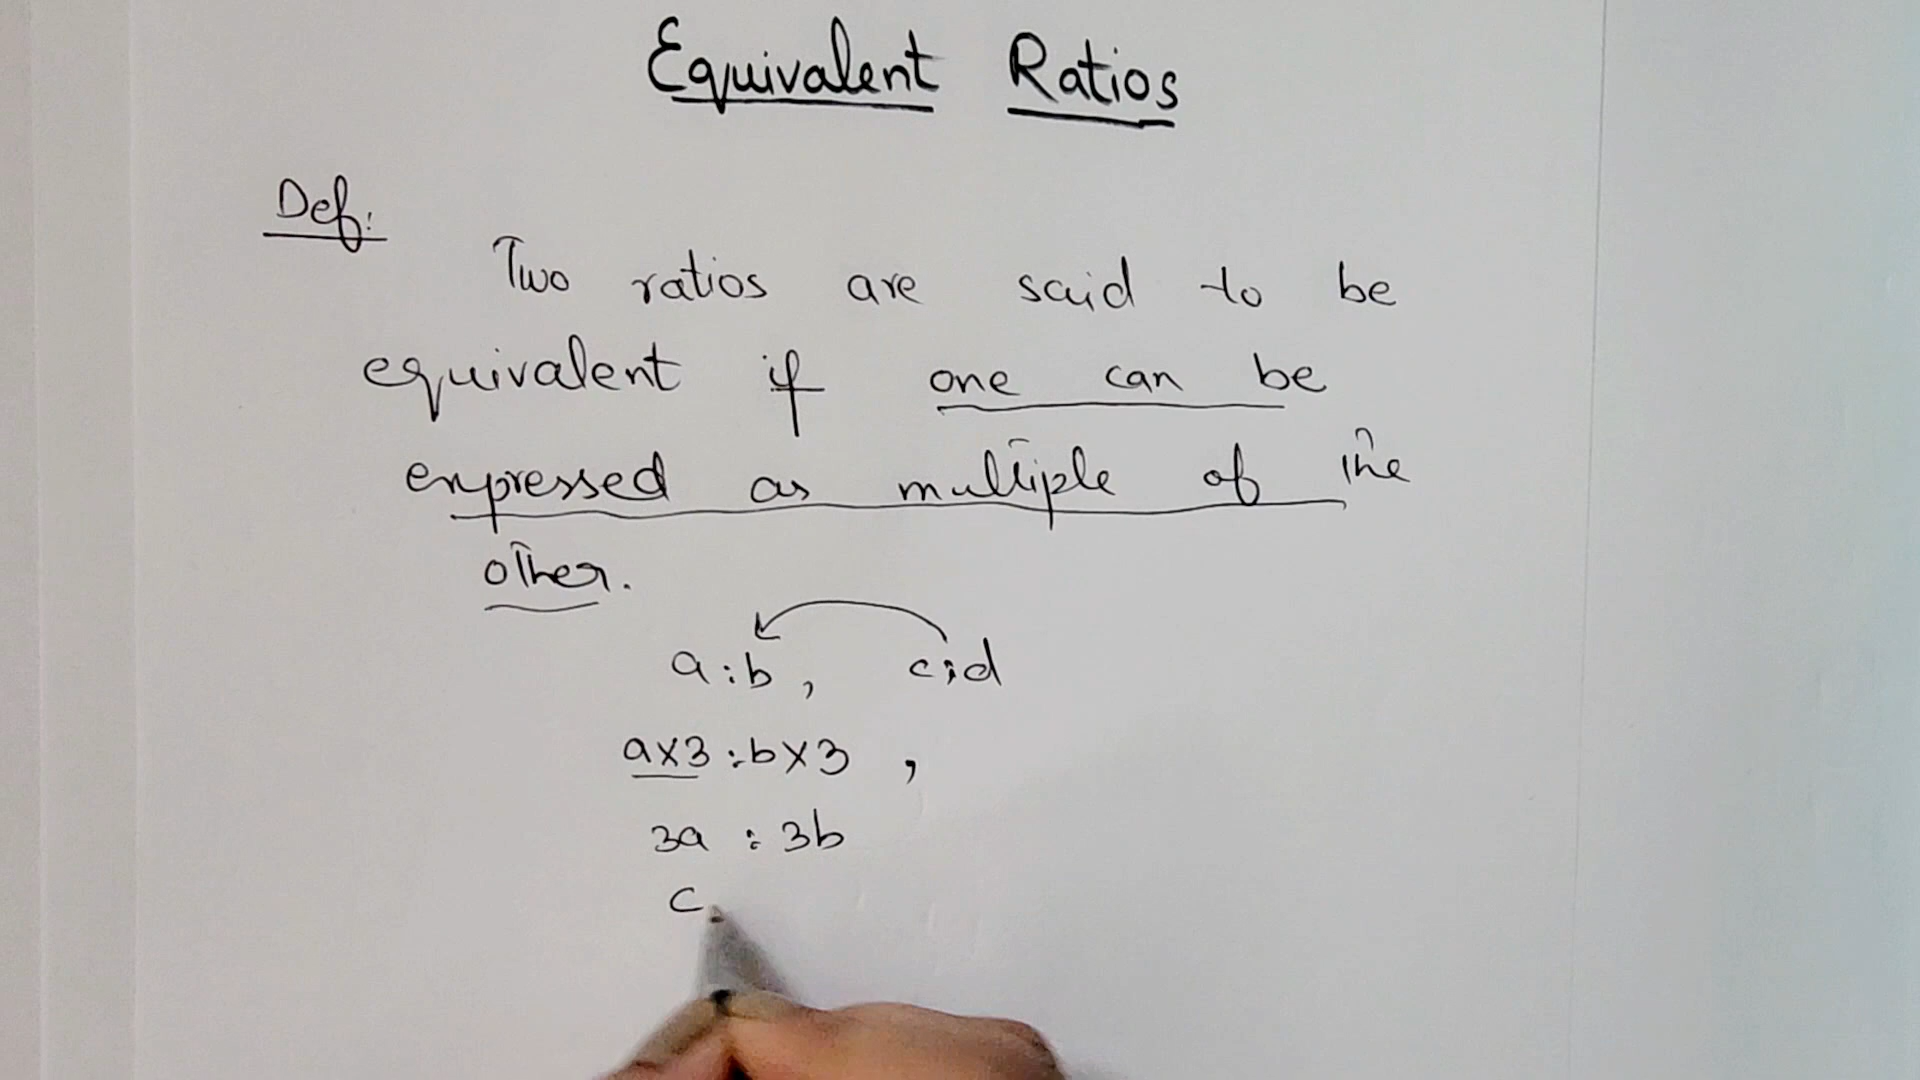 Equivalent Ratios
Def:
Two ratios are said to be
equivalent if one can be
expressed as multiple of the
other.
a:b, c:d
a×3:b×3 ,
3a : 3b
c